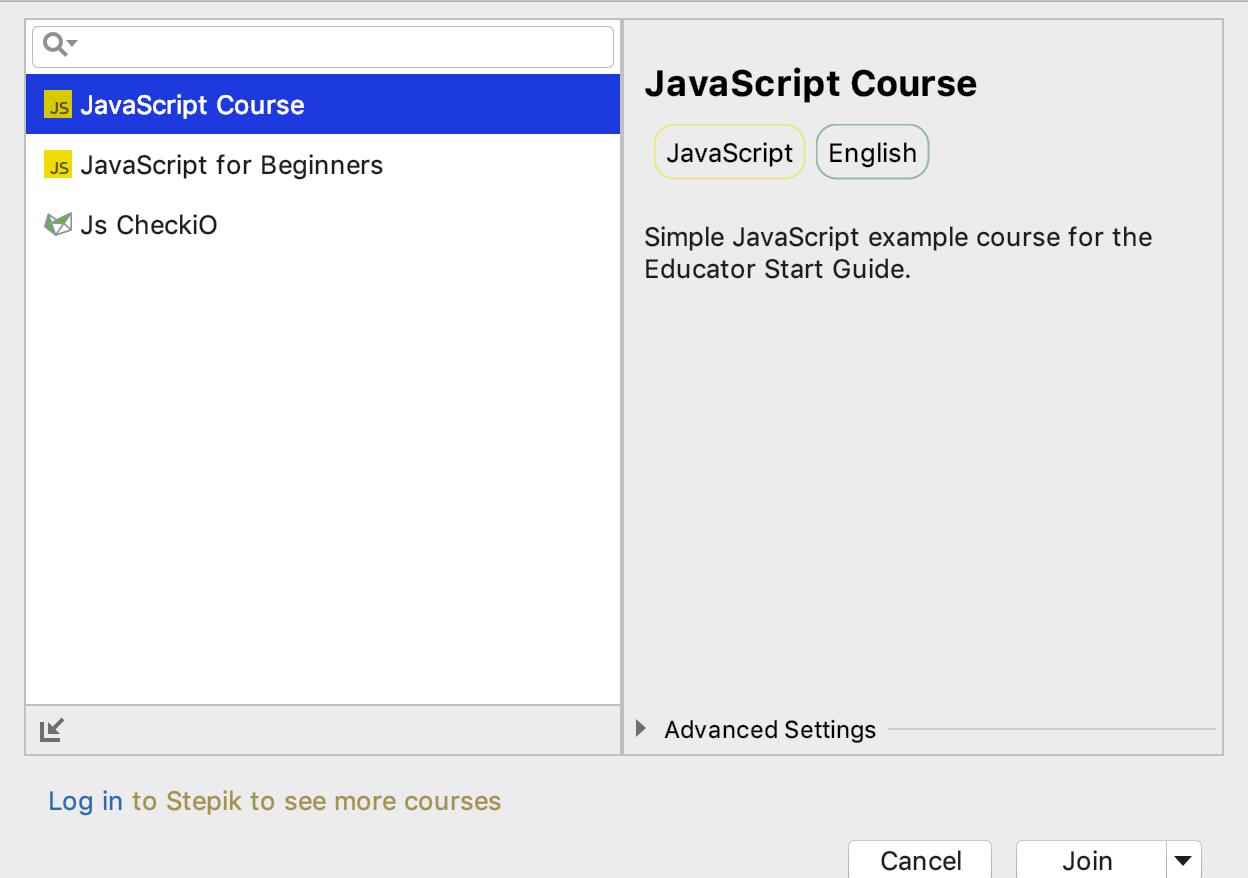 JS JavaScript Course
JS JavaScript for Beginners
Js CheckiO
JavaScript Course
JavaScript English
Simple JavaScript example course for the
Educator Start Guide.
Advanced Settings
Log in to Stepik to see more courses
Cancel Join